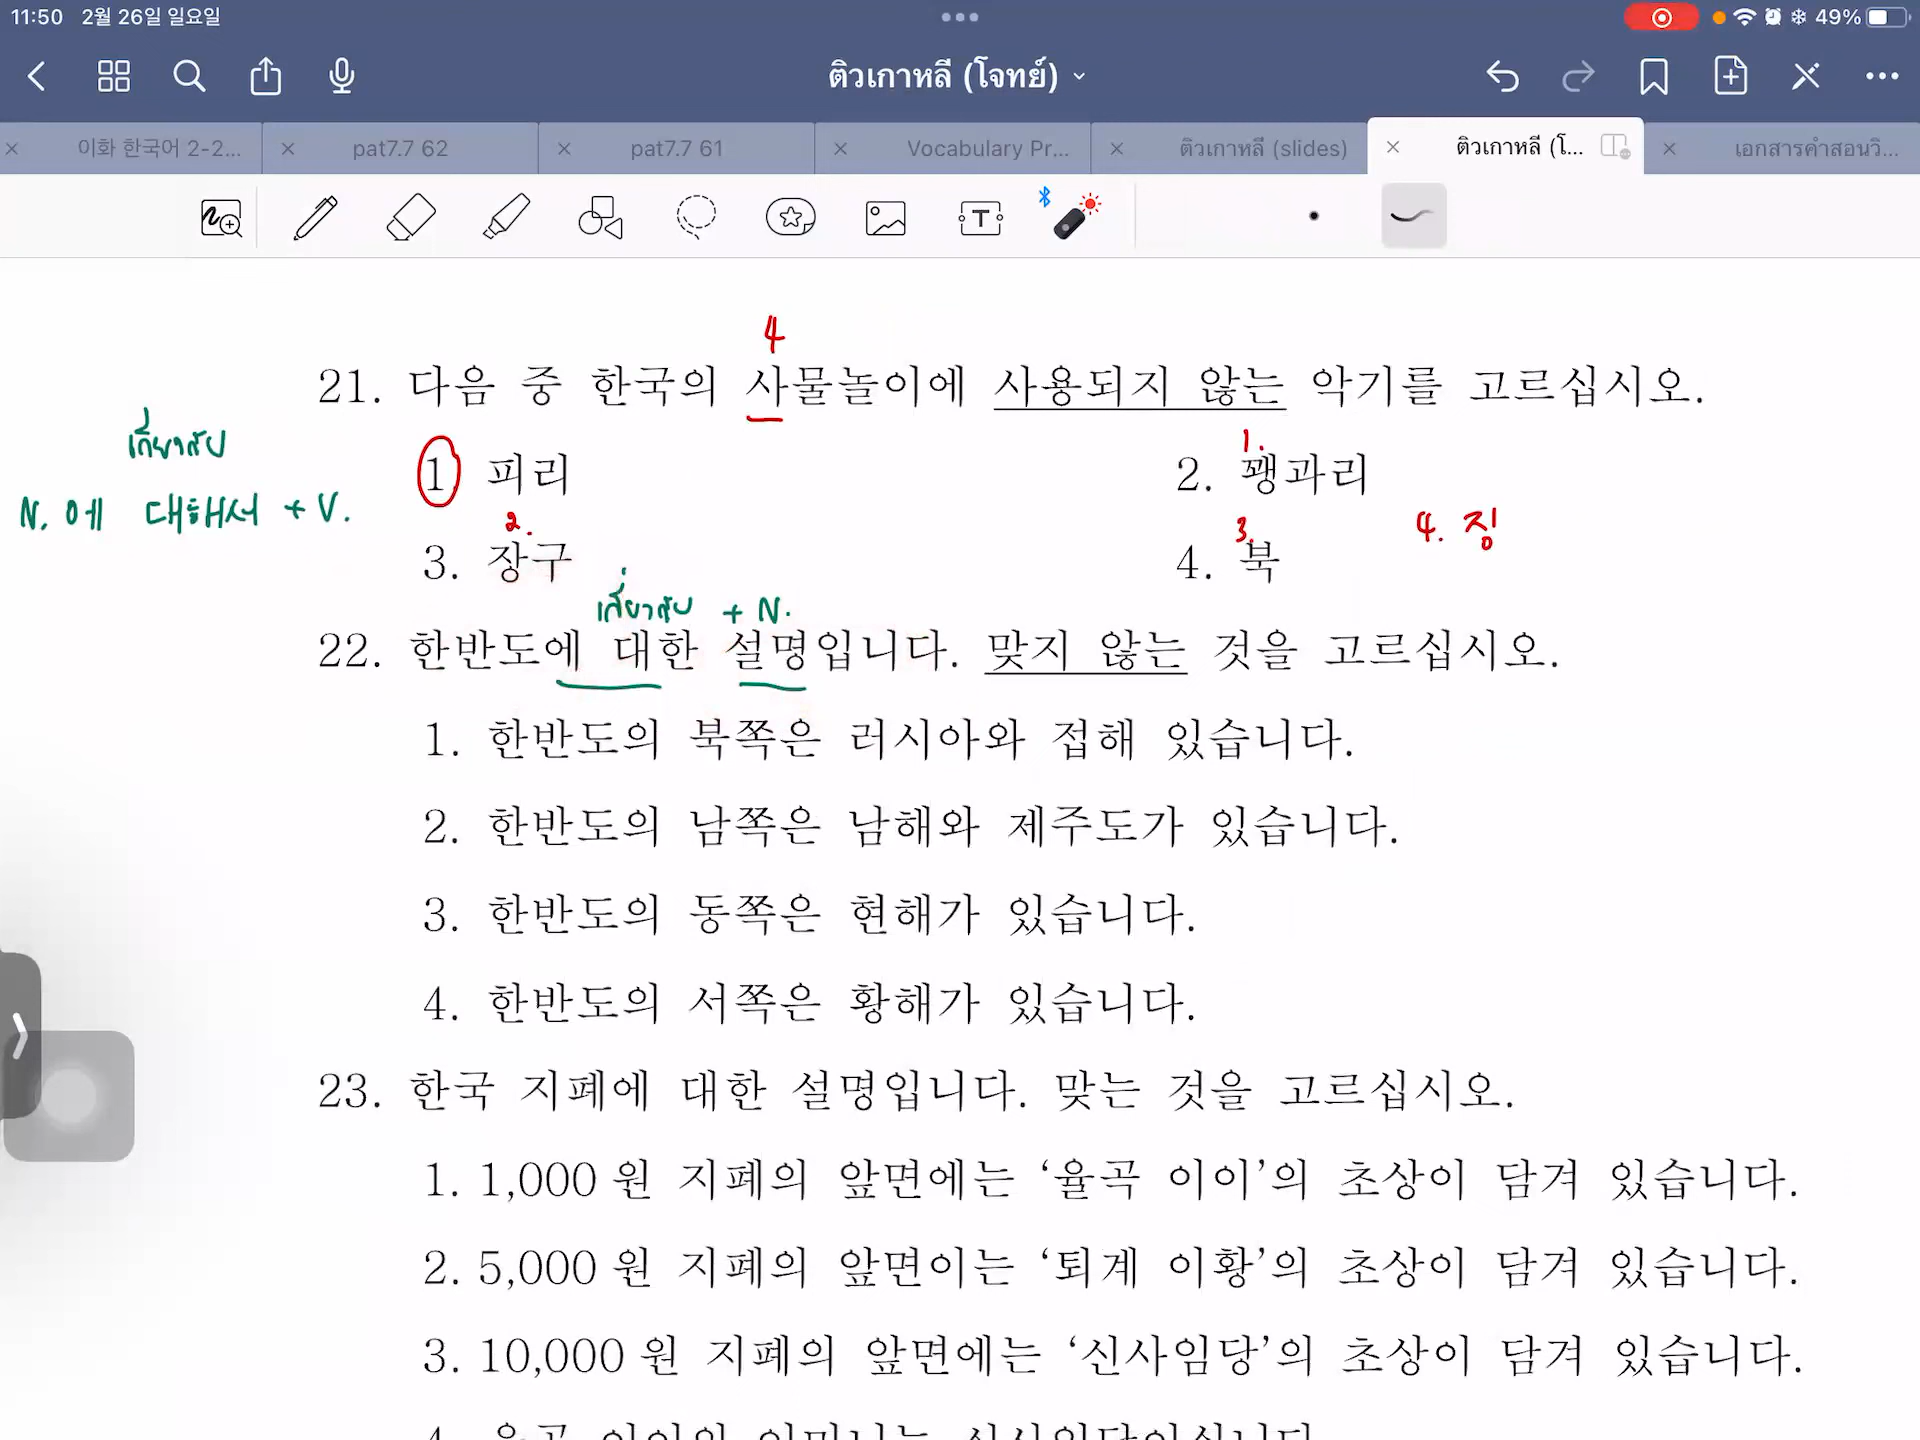 11:50 2월 26일 일요일 49%
ติวเกาหลี (โจทย์)
이화 한국어 2-2... pat7.7 62 pat7.7 61 Vocabulary Pr... ติวเกาหลี (slides) ติวเกาหลี (โ... เอกสารคำสอนวิ...
4
21. 다음 중 한국의 사물놀이에 사용되지 않는 악기를 고르십시오.
เกี่ยวกับ
1 피리 1. 2. 꽹과리
N. 에 대해서 + V.
2. 3. 장구 3. 4. 북 4. 징
เกี่ยวกับ + N.
22. 한반도에 대한 설명입니다. 맞지 않는 것을 고르십시오.
1. 한반도의 북쪽은 러시아와 접해 있습니다.
2. 한반도의 남쪽은 남해와 제주도가 있습니다.
3. 한반도의 동쪽은 현해가 있습니다.
4. 한반도의 서쪽은 황해가 있습니다.
23. 한국 지폐에 대한 설명입니다. 맞는 것을 고르십시오.
1. 1,000 원 지폐의 앞면에는 ‘율곡 이이’의 초상이 담겨 있습니다.
2. 5,000 원 지폐의 앞면이는 ‘퇴계 이황’의 초상이 담겨 있습니다.
3. 10,000 원 지폐의 앞면에는 ‘신사임당’의 초상이 담겨 있습니다.